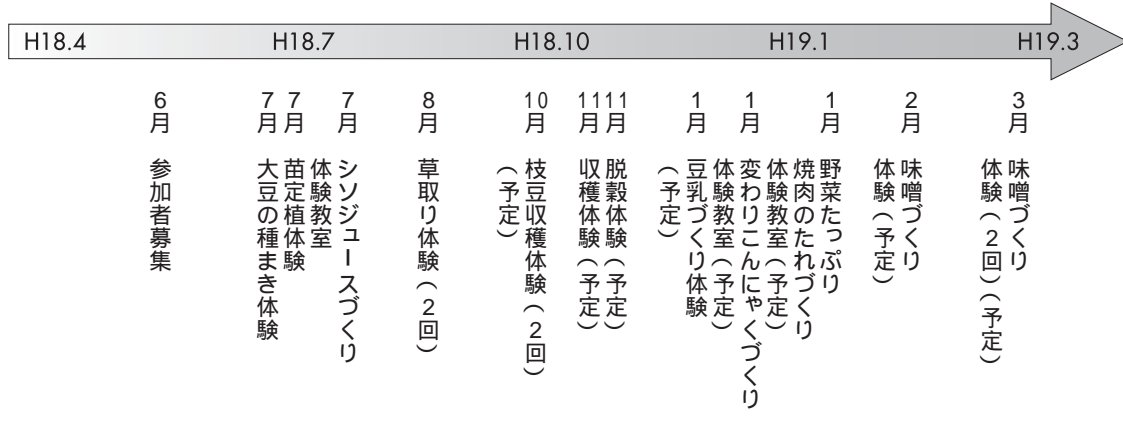 H18.4
H18.7
H18.10
H19.1
H19.3
6月
参加者募集
7月
大豆の種まき体験
7月
苗定植体験
7月
シソジュースづくり
体験教室
8月
草取り体験（2回）
10月
枝豆収穫体験（2回）
（予定）
11月
収穫体験（予定）
11月
脱穀体験（予定）
1月
豆乳づくり体験
（予定）
1月
変わりこんにゃくづくり
体験教室（予定）
1月
野菜たっぷり
焼肉のたれづくり
体験教室（予定）
2月
味噌づくり
体験（予定）
3月
味噌づくり
体験（2回）（予定）